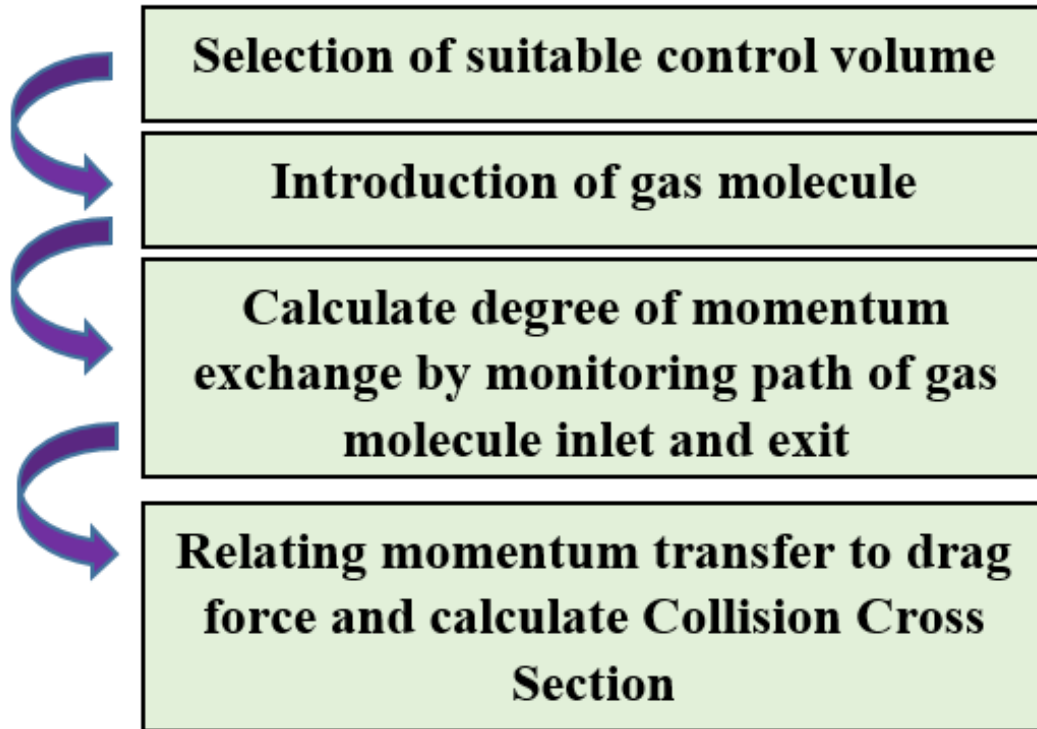 Selection of suitable control volume
Introduction of gas molecule
Calculate degree of momentum
exchange by monitoring path of gas
molecule inlet and exit
Relating momentum transfer to drag
force and calculate Collision Cross
Section